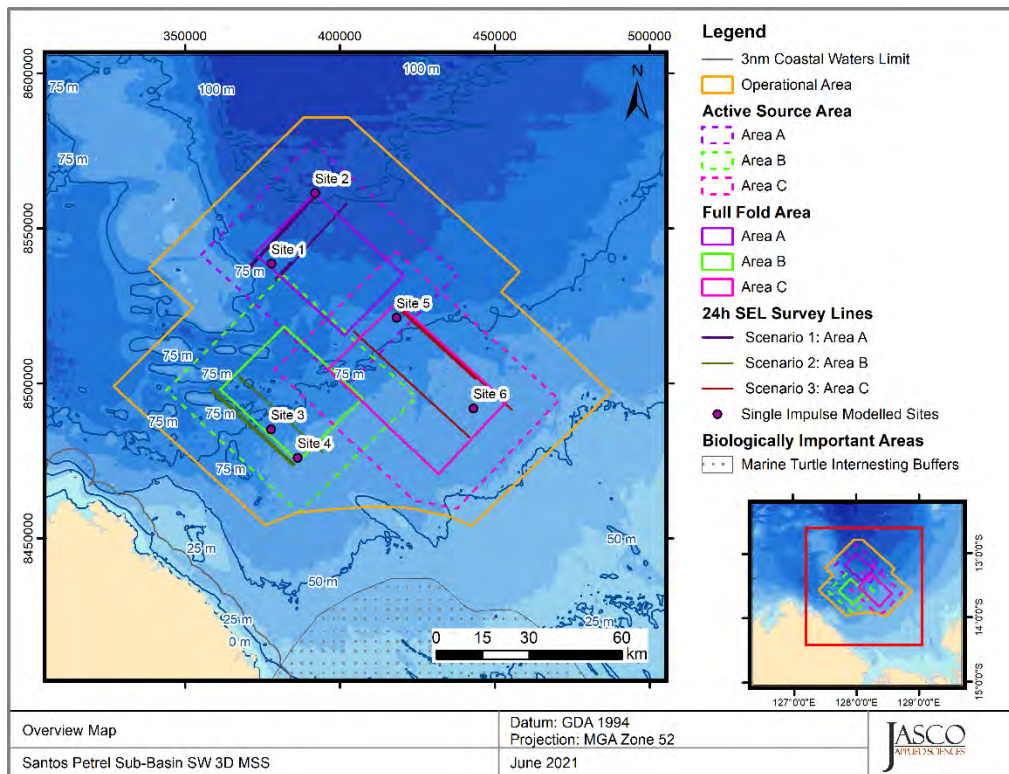 350000 400000 450000 500000
8600000
8550000
8500000
8450000
75 m
100 m
100 m
75 m
75 m
N
Site 2
Site 1
75 m
75 m
Site 5
75 m
75 m
75 m
75 m
75 m
Site 3
Site 6
75 m
Site 4
75 m
25 m
50 m
50 m
25 m
25 m
0 m
0 15 30 60
km
Legend
3nm Coastal Waters Limit
Operational Area
Active Source Area
Area A
Area B
Area C
Full Fold Area
Area A
Area B
Area C
24h SEL Survey Lines
Scenario 1: Area A
Scenario 2: Area B
Scenario 3: Area C
Single Impulse Modelled Sites
Biologically Important Areas
Marine Turtle Internesting Buffers
13°0'0"S
14°0'0"S
15°0'0"S
127°0'0"E 128°0'0"E 129°0'0"E
Overview Map
Santos Petrel Sub-Basin SW 3D MSS
Datum: GDA 1994
Projection: MGA Zone 52
June 2021
JASCO
APPLIED SCIENCES